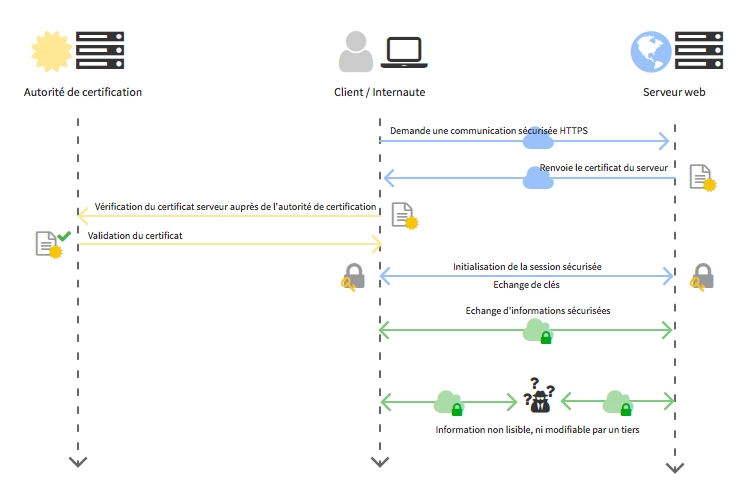 Autorité de certification
Client / Internaute
Serveur web
Demande une communication sécurisée HTTPS
Renvoie le certificat du serveur
Vérification du certificat serveur auprès de l'autorité de certification
Validation du certificat
Initialisation de la session sécurisée
Echange de clés
Echange d'informations sécurisées
? ? ?
Information non lisible, ni modifiable par un tiers